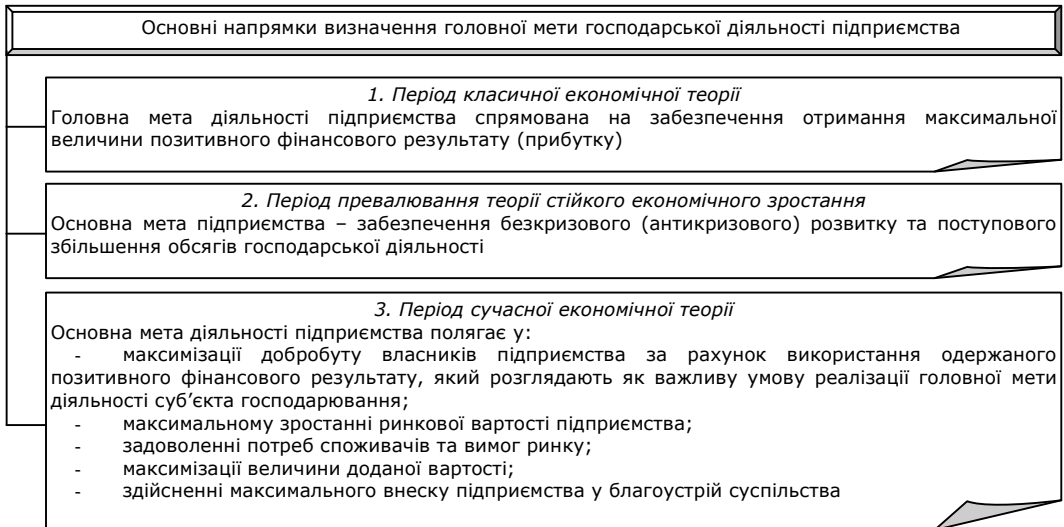 Основні напрямки визначення головної мети господарської діяльності підприємства
1. Період класичної економічної теорії
Головна мета діяльності підприємства спрямована на забезпечення отримання максимальної
величини позитивного фінансового результату (прибутку)
2. Період превалювання теорії стійкого економічного зростання
Основна мета підприємства – забезпечення безкризового (антикризового) розвитку та поступового
збільшення обсягів господарської діяльності
3. Період сучасної економічної теорії
Основна мета діяльності підприємства полягає у:
- максимізації добробуту власників підприємства за рахунок використання одержаного
позитивного фінансового результату, який розглядають як важливу умову реалізації головної мети
діяльності суб’єкта господарювання;
- максимальному зростанні ринкової вартості підприємства;
- задоволенні потреб споживачів та вимог ринку;
- максимізації величини доданої вартості;
- здійсненні максимального внеску підприємства у благоустрій суспільства